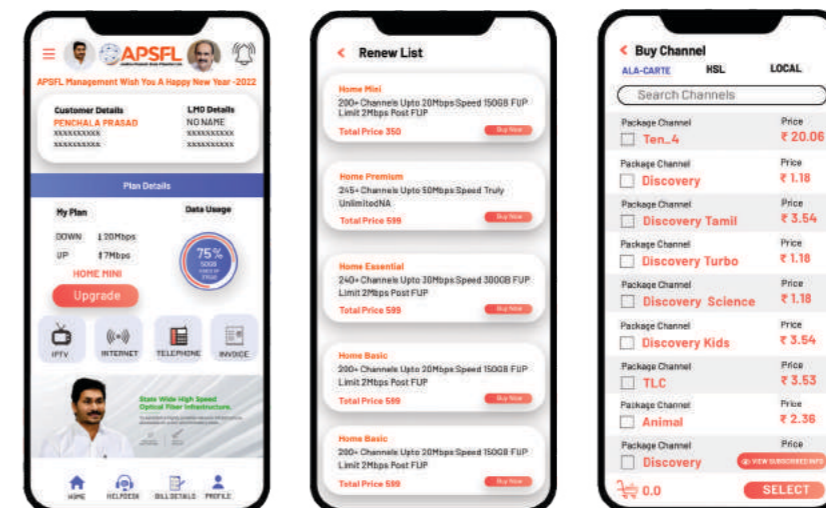 APSFL
APSFL Management Wish You A Happy New Year -2022
Customer Details
PENCHALA PRASAD
XXXXXXXXXX
XXXXXXXXXX
LMO Details
NO NAME
XXXXXXXXXX
XXXXXXXXXX
Plan Details
My Plan
Data Usage
DOWN 20Mbps
UP 7Mbps
HOME MINI
75%
Upgrade
IPTV
INTERNET
TELEPHONE
INVOICE
State Wide High Speed
Optical Fiber Infrastructure.
HOME
HELPDESK
BILL DETAILS
PROFILE
Renew List
Home Mini
200+ Channels Upto 20Mbps Speed 150GB FUP
Limit 2Mbps Post FUP
Total Price 350
Buy Now
Home Premium
245+ Channels Upto 50Mbps Speed Truly
UnlimitedNA
Total Price 599
Buy Now
Home Essential
240+ Channels Upto 30Mbps Speed 300GB FUP
Limit 2Mbps Post FUP
Total Price 599
Buy Now
Home Basic
200+ Channels Upto 20Mbps Speed 150GB FUP
Limit 2Mbps Post FUP
Total Price 599
Buy Now
Home Basic
200+ Channels Upto 20Mbps Speed 150GB FUP
Limit 2Mbps Post FUP
Total Price 599
Buy Now
Buy Channel
ALA-CARTE HSL LOCAL
Search Channels
Package Channel Price
Ten_4 ₹ 20.06
Package Channel Price
Discovery ₹ 1.18
Package Channel Price
Discovery Tamil ₹ 3.54
Package Channel Price
Discovery Turbo ₹ 1.18
Package Channel Price
Discovery Science ₹ 1.18
Package Channel Price
Discovery Kids ₹ 3.54
Package Channel Price
TLC ₹ 3.53
Package Channel Price
Animal ₹ 2.36
Package Channel Price
Discovery VIEW SUBSCRIBED INFO
0.0 SELECT